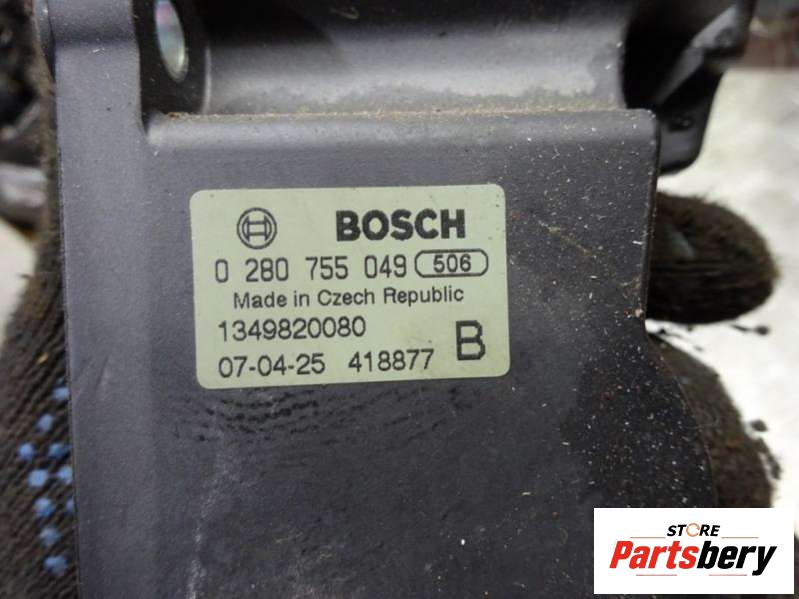 BOSCH
0 280 755 049 506
Made in Czech Republic
1349820080
07-04-25 418877 B
STORE
Partsbery